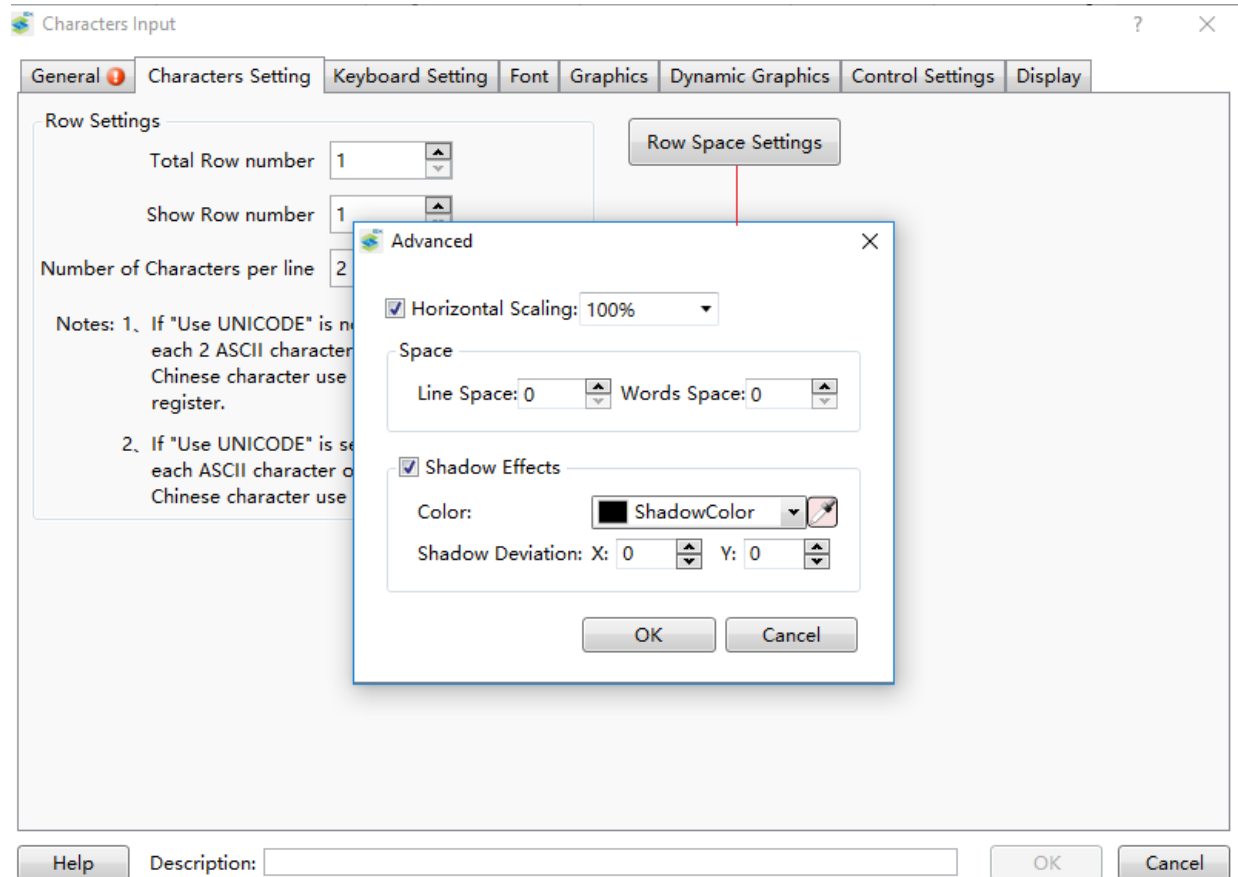 Characters Input
General Characters Setting Keyboard Setting Font Graphics Dynamic Graphics Control Settings Display
Row Settings
Row Space Settings
Total Row number 1
Show Row number 1
Number of Characters per line 2
Notes: 1、If "Use UNICODE" is
each 2 ASCII character
Chinese character use
register.
2、If "Use UNICODE" is
each ASCII character
Chinese character use
Advanced
Horizontal Scaling: 100%
Space
Line Space: 0 Words Space: 0
Shadow Effects
Color: ShadowColor
Shadow Deviation: X: 0 Y: 0
OK Cancel
Help Description: OK Cancel